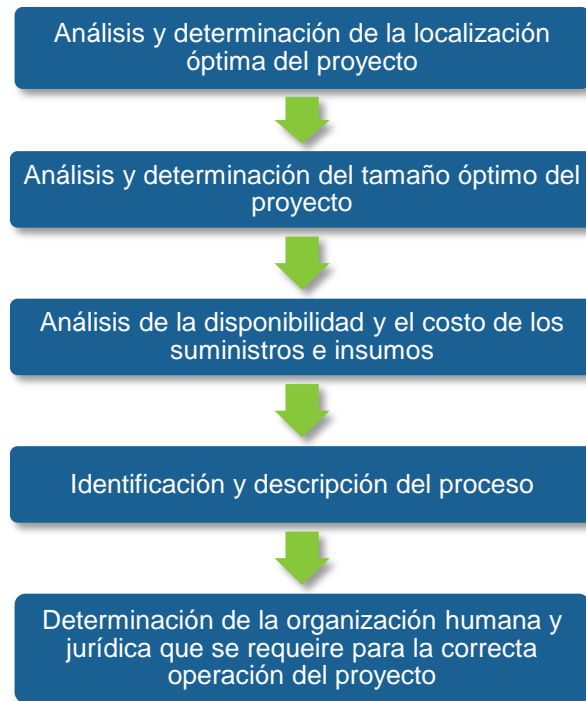 Análisis y determinación de la localización
óptima del proyecto
Análisis y determinación del tamaño óptimo del
proyecto
Análisis de la disponibilidad y el costo de los
suministros e insumos
Identificación y descripción del proceso
Determinación de la organización humana y
jurídica que se requeire para la correcta
operación del proyecto